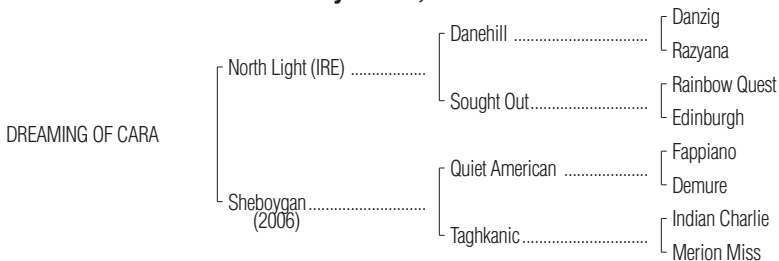 Danzig
Danehill
Razyana
North Light (IRE)
Rainbow Quest
Sought Out
Edinburgh
DREAMING OF CARA
Fappiano
Quiet American
Demure
Sheboygan
(2006)
Indian Charlie
Taghkanic
Merion Miss